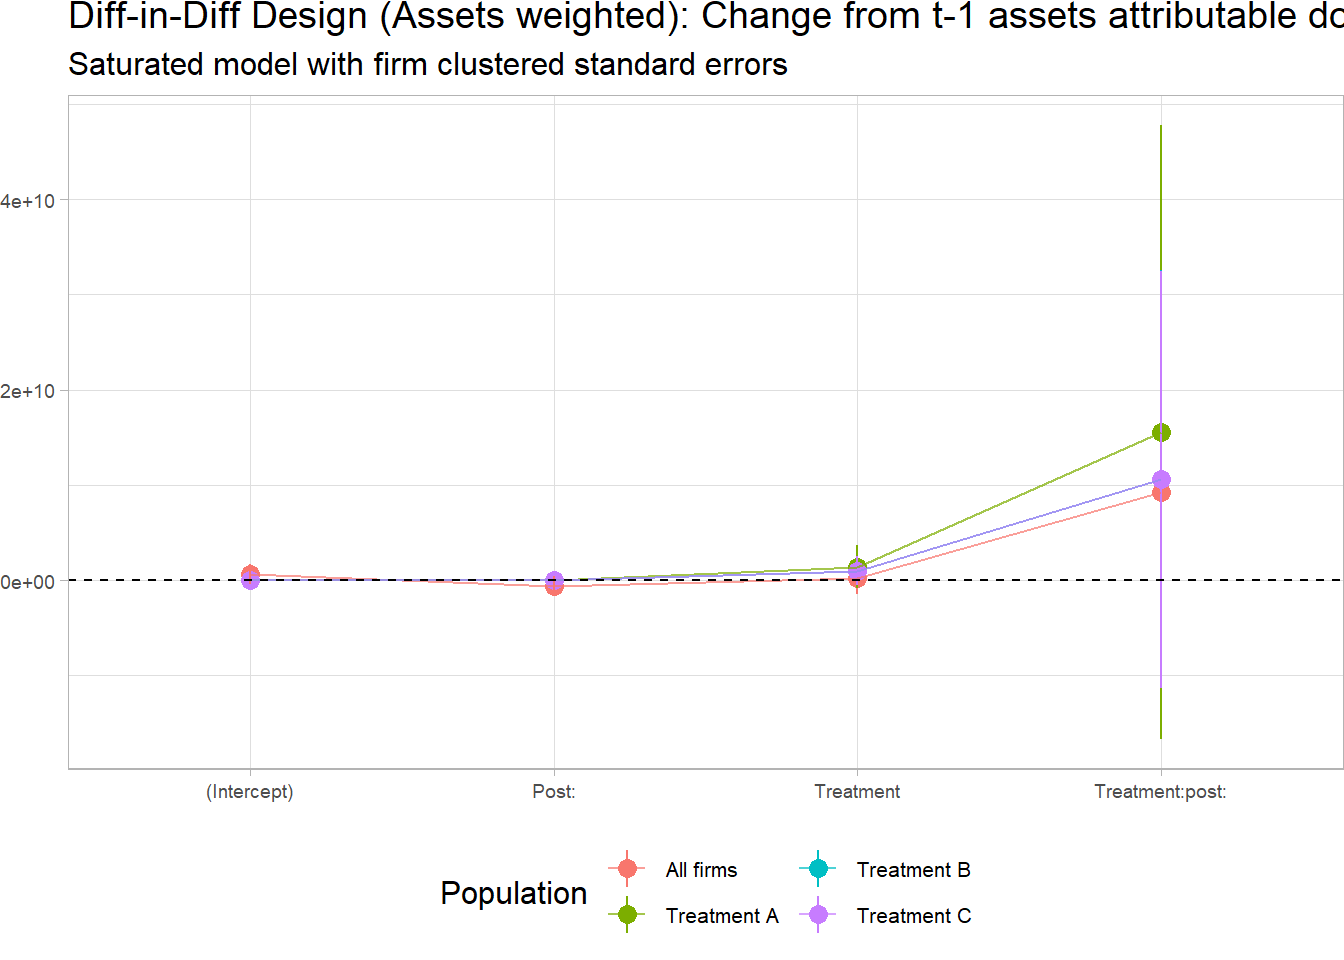 Diff-in-Diff Design (Assets weighted): Change from t-1 assets attributable
Saturated model with firm clustered standard errors
4e+10
2e+10
0e+00
(Intercept) Post: Treatment Treatment:post:
Population
All firms Treatment B
Treatment A Treatment C